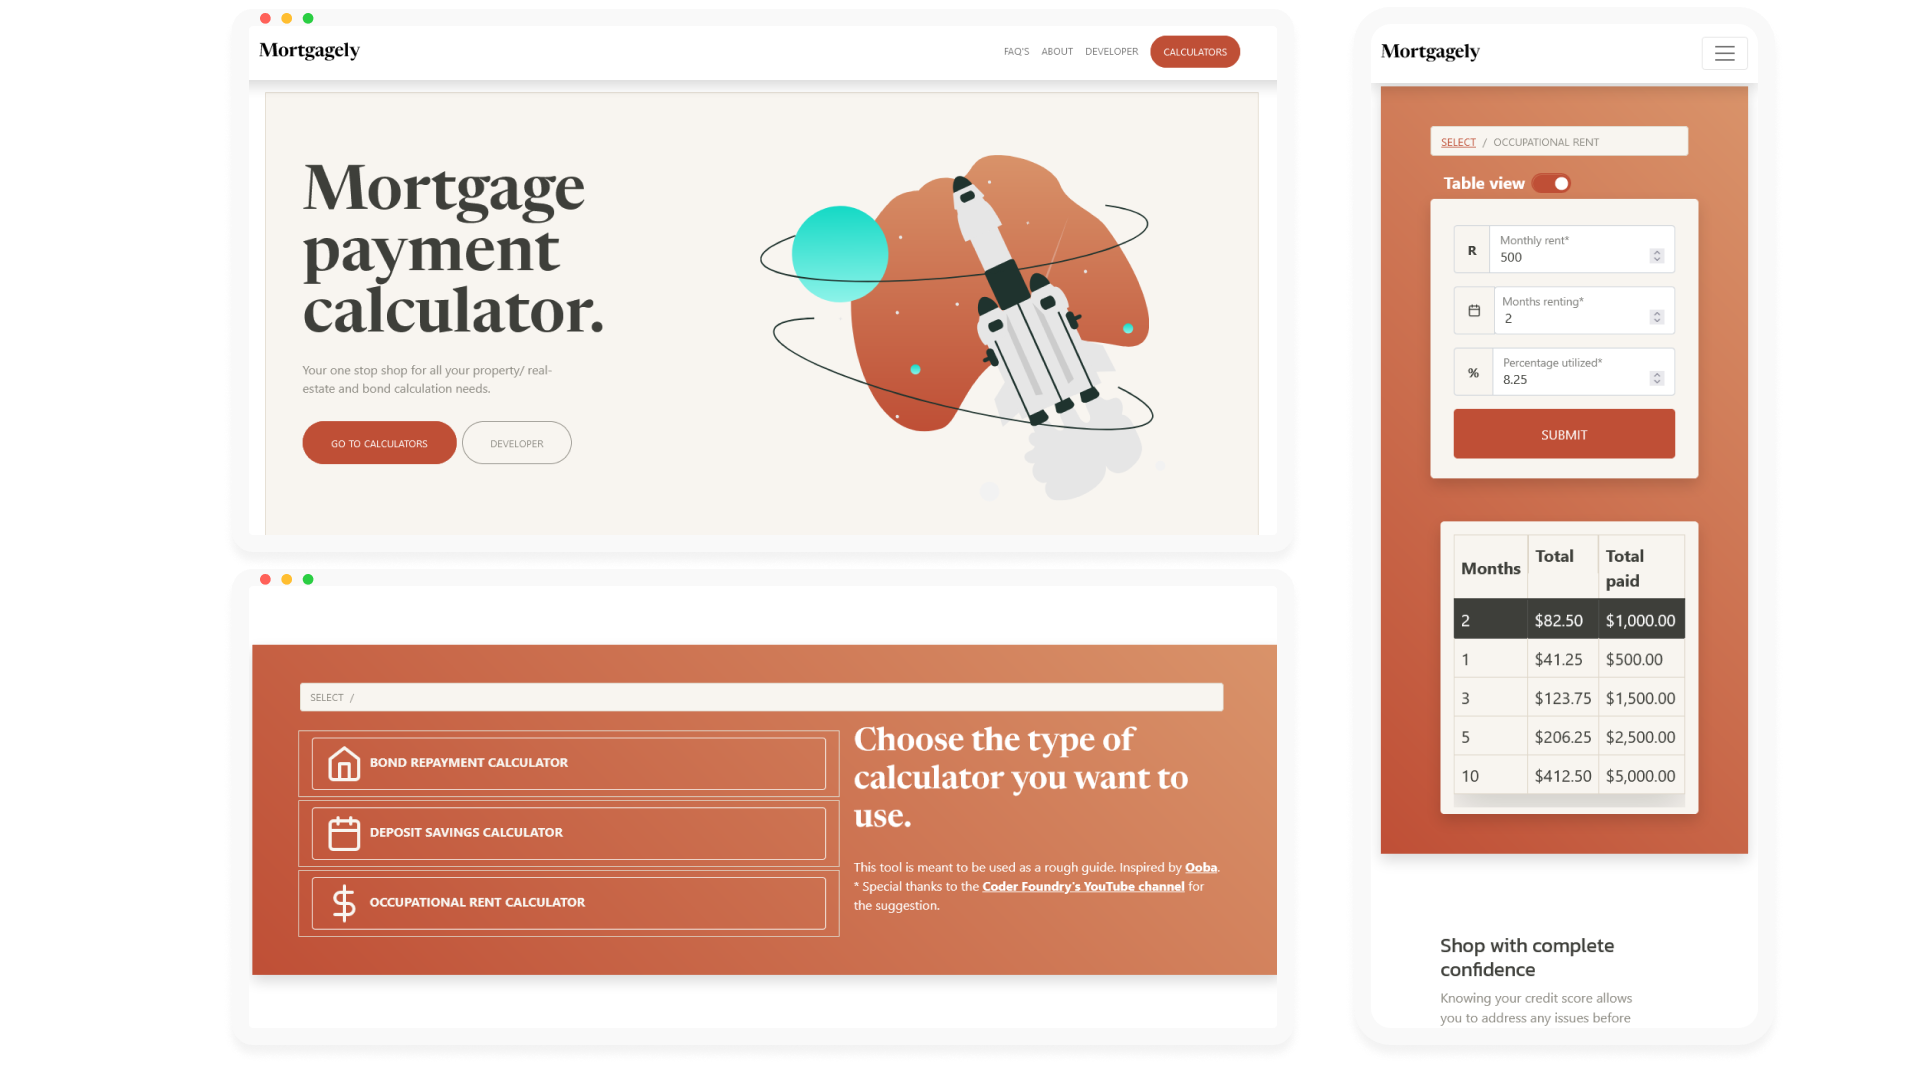 Mortgagely
FAQ'S ABOUT DEVELOPER CALCULATORS
Mortgage
payment
calculator.
Your one stop shop for all your property/ real-
estate and bond calculation needs.
GO TO CALCULATORS DEVELOPER
SELECT /
BOND REPAYMENT CALCULATOR
DEPOSIT SAVINGS CALCULATOR
OCCUPATIONAL RENT CALCULATOR
Choose the type of
calculator you want to
use.
This tool is meant to be used as a rough guide. Inspired by Ooba.
* Special thanks to the Coder Foundry's YouTube channel for
the suggestion.
Mortgagely
SELECT / OCCUPATIONAL RENT
Table view
R Monthly rent*
500
Months renting*
2
% Percentage utilized*
8.25
SUBMIT
Months Total Total
paid
2 $82.50 $1,000.00
1 $41.25 $500.00
3 $123.75 $1,500.00
5 $206.25 $2,500.00
10 $412.50 $5,000.00
Shop with complete
confidence
Knowing your credit score allows
you to address any issues before